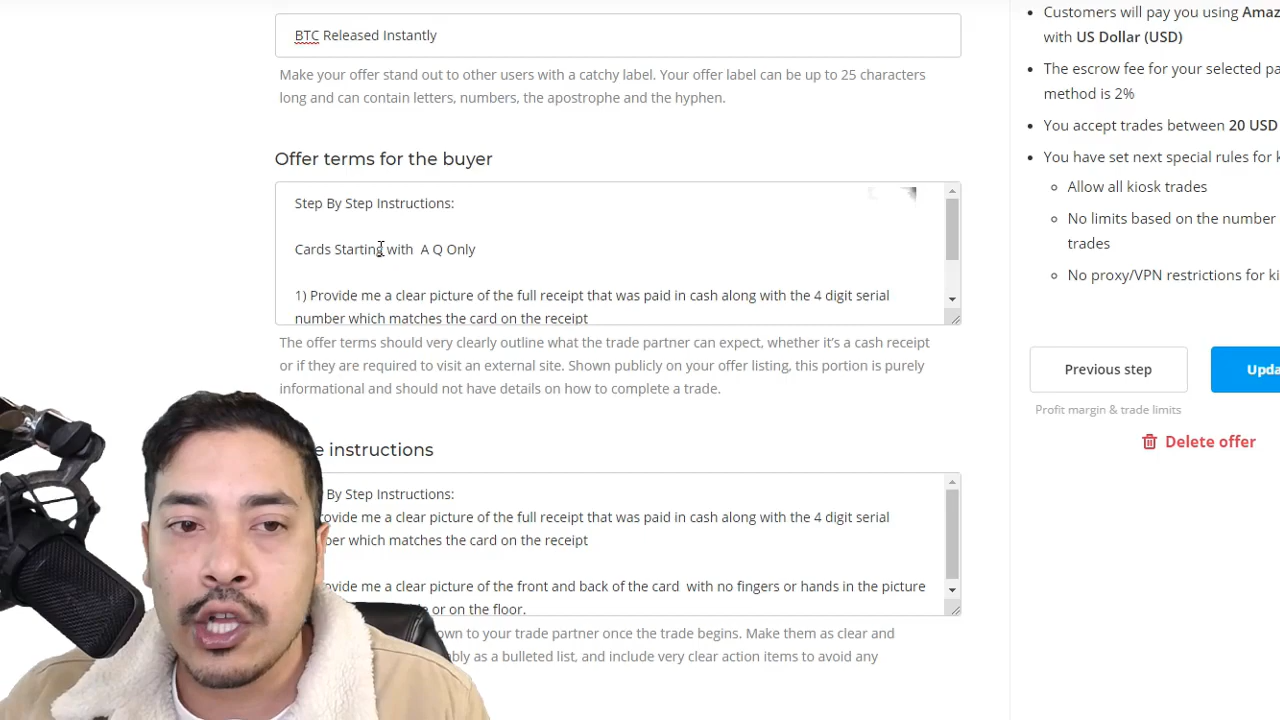 BTC Released Instantly
Make your offer stand out to other users with a catchy label. Your offer label can be up to 25 characters
long and can contain letters, numbers, the apostrophe and the hyphen.
Offer terms for the buyer
Step By Step Instructions:
Cards Starting with A Q Only
1) Provide me a clear picture of the full receipt that was paid in cash along with the 4 digit serial
number which matches the card on the receipt
The offer terms should very clearly outline what the trade partner can expect, whether it's a cash receipt
or if they are required to visit an external site. Shown publicly on your offer listing, this portion is purely
informational and should not have details on how to complete a trade.
instructions
By Step Instructions:
me a clear picture of the full receipt that was paid in cash along with the 4 digit serial
which matches the card on the receipt
me a clear picture of the front and back of the card with no fingers or hands in the picture
or on the floor.
to your trade partner once the trade begins. Make them as clear and
as a bulleted list, and include very clear action items to avoid any
Customers will pay you using
with US Dollar (USD)
The escrow fee for your selected
method is 2%
You accept trades between 20 USD
You have set next special rules for
Allow all kiosk trades
No limits based on the number
trades
No proxy/VPN restrictions for
Previous step
Profit margin & trade limits
Delete offer